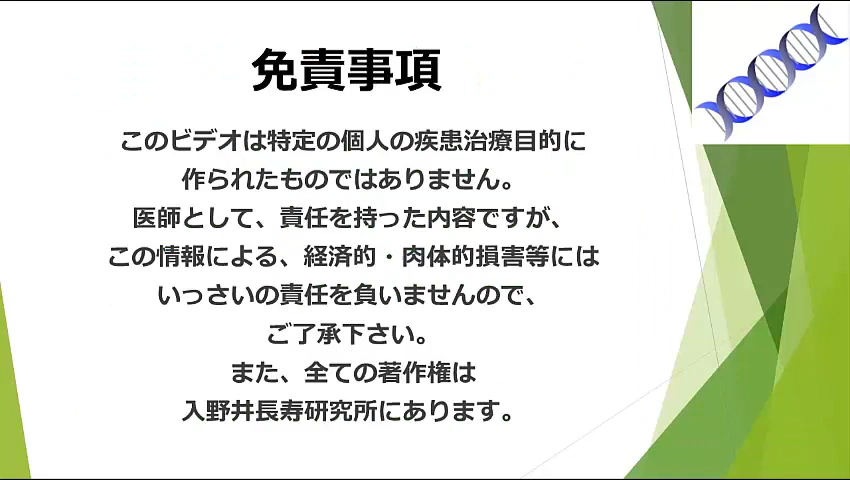 免責事項
このビデオは特定の個人の疾患治療目的に
作られたものではありません。
医師として、責任を持った内容ですが、
この情報による、経済的・肉体的損害等には
いっさいの責任を負いませんので、
ご了承下さい。
また、全ての著作権は
入野井長寿研究所にあります。